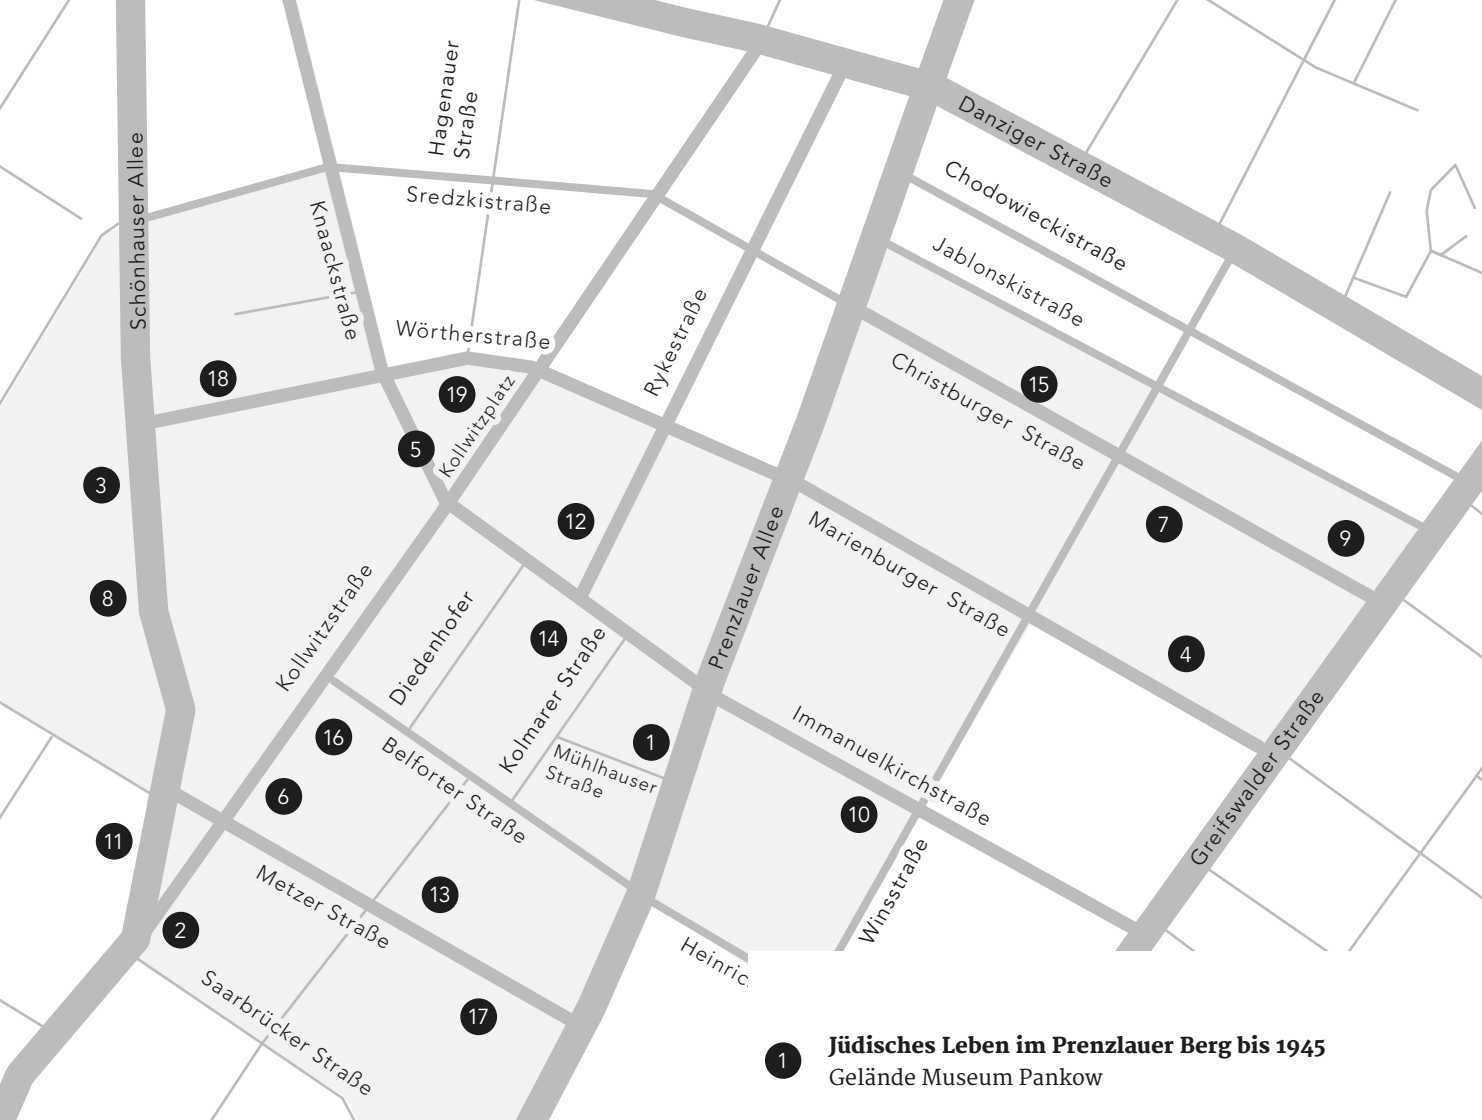 Hagenauer
Straße
Danziger Straße
Schönhauser Allee
Chodowieckistraße
Sredzkistraße
Knaackstraße
Jablonskistraße
Rykestraße
Wörtherstraße
18
19
Kollwitzplatz
Christburger Straße
15
5
3
12
7
9
Prenzlauer Allee
Marienburger Straße
8
Kollwitzstraße
Diedenhofer
14
Kolmarer Straße
4
16
Belforter Straße
1
Mühlhauser
Straße
Immanuelkirchstraße
Greifswalder Straße
6
10
11
Metzer Straße
13
Winsstraße
2
Heinric
Saarbrücker Straße
17
1
Jüdisches Leben im Prenzlauer Berg bis 1945
Gelände Museum Pankow